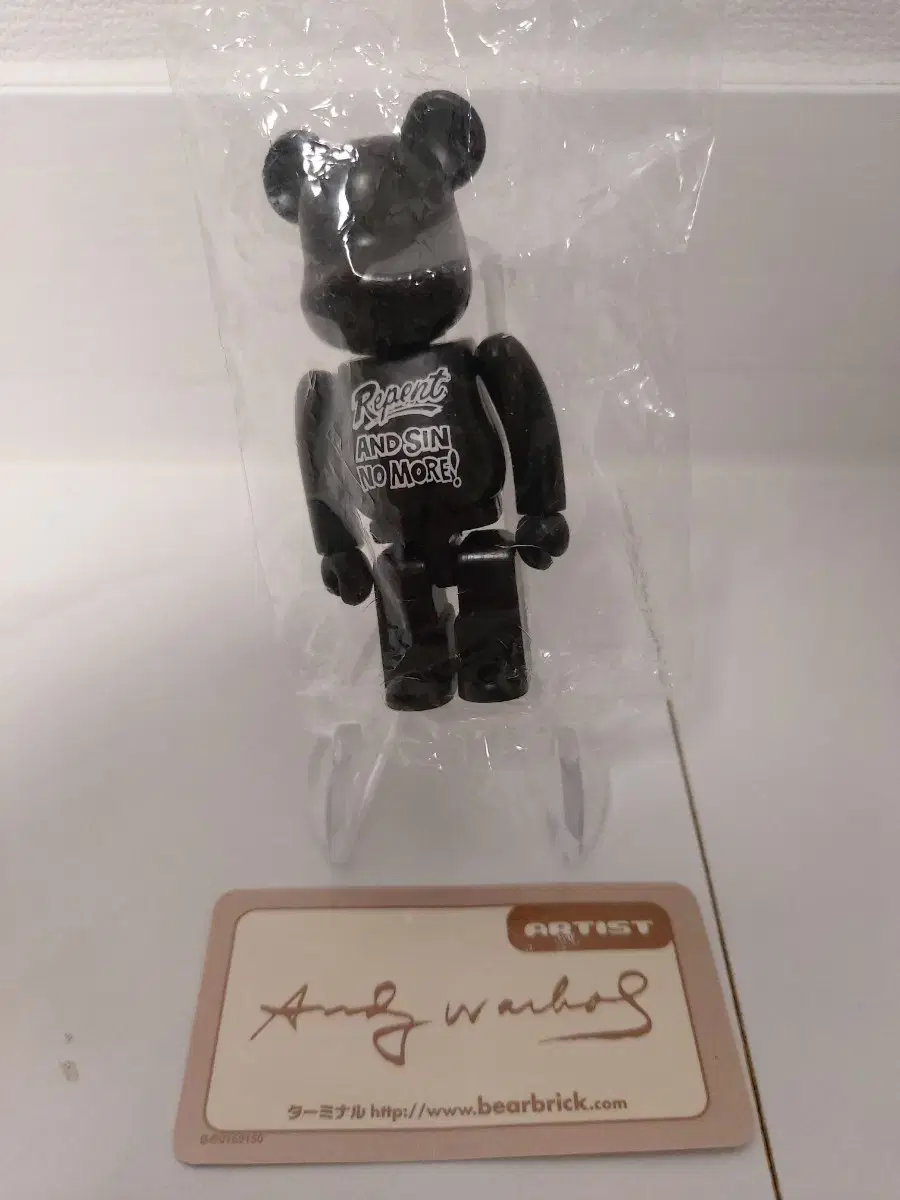 Repent
AND SIN
NO MORE!
ARTIST
Andy Warhol
ターミナル http://www.bearbrick.com